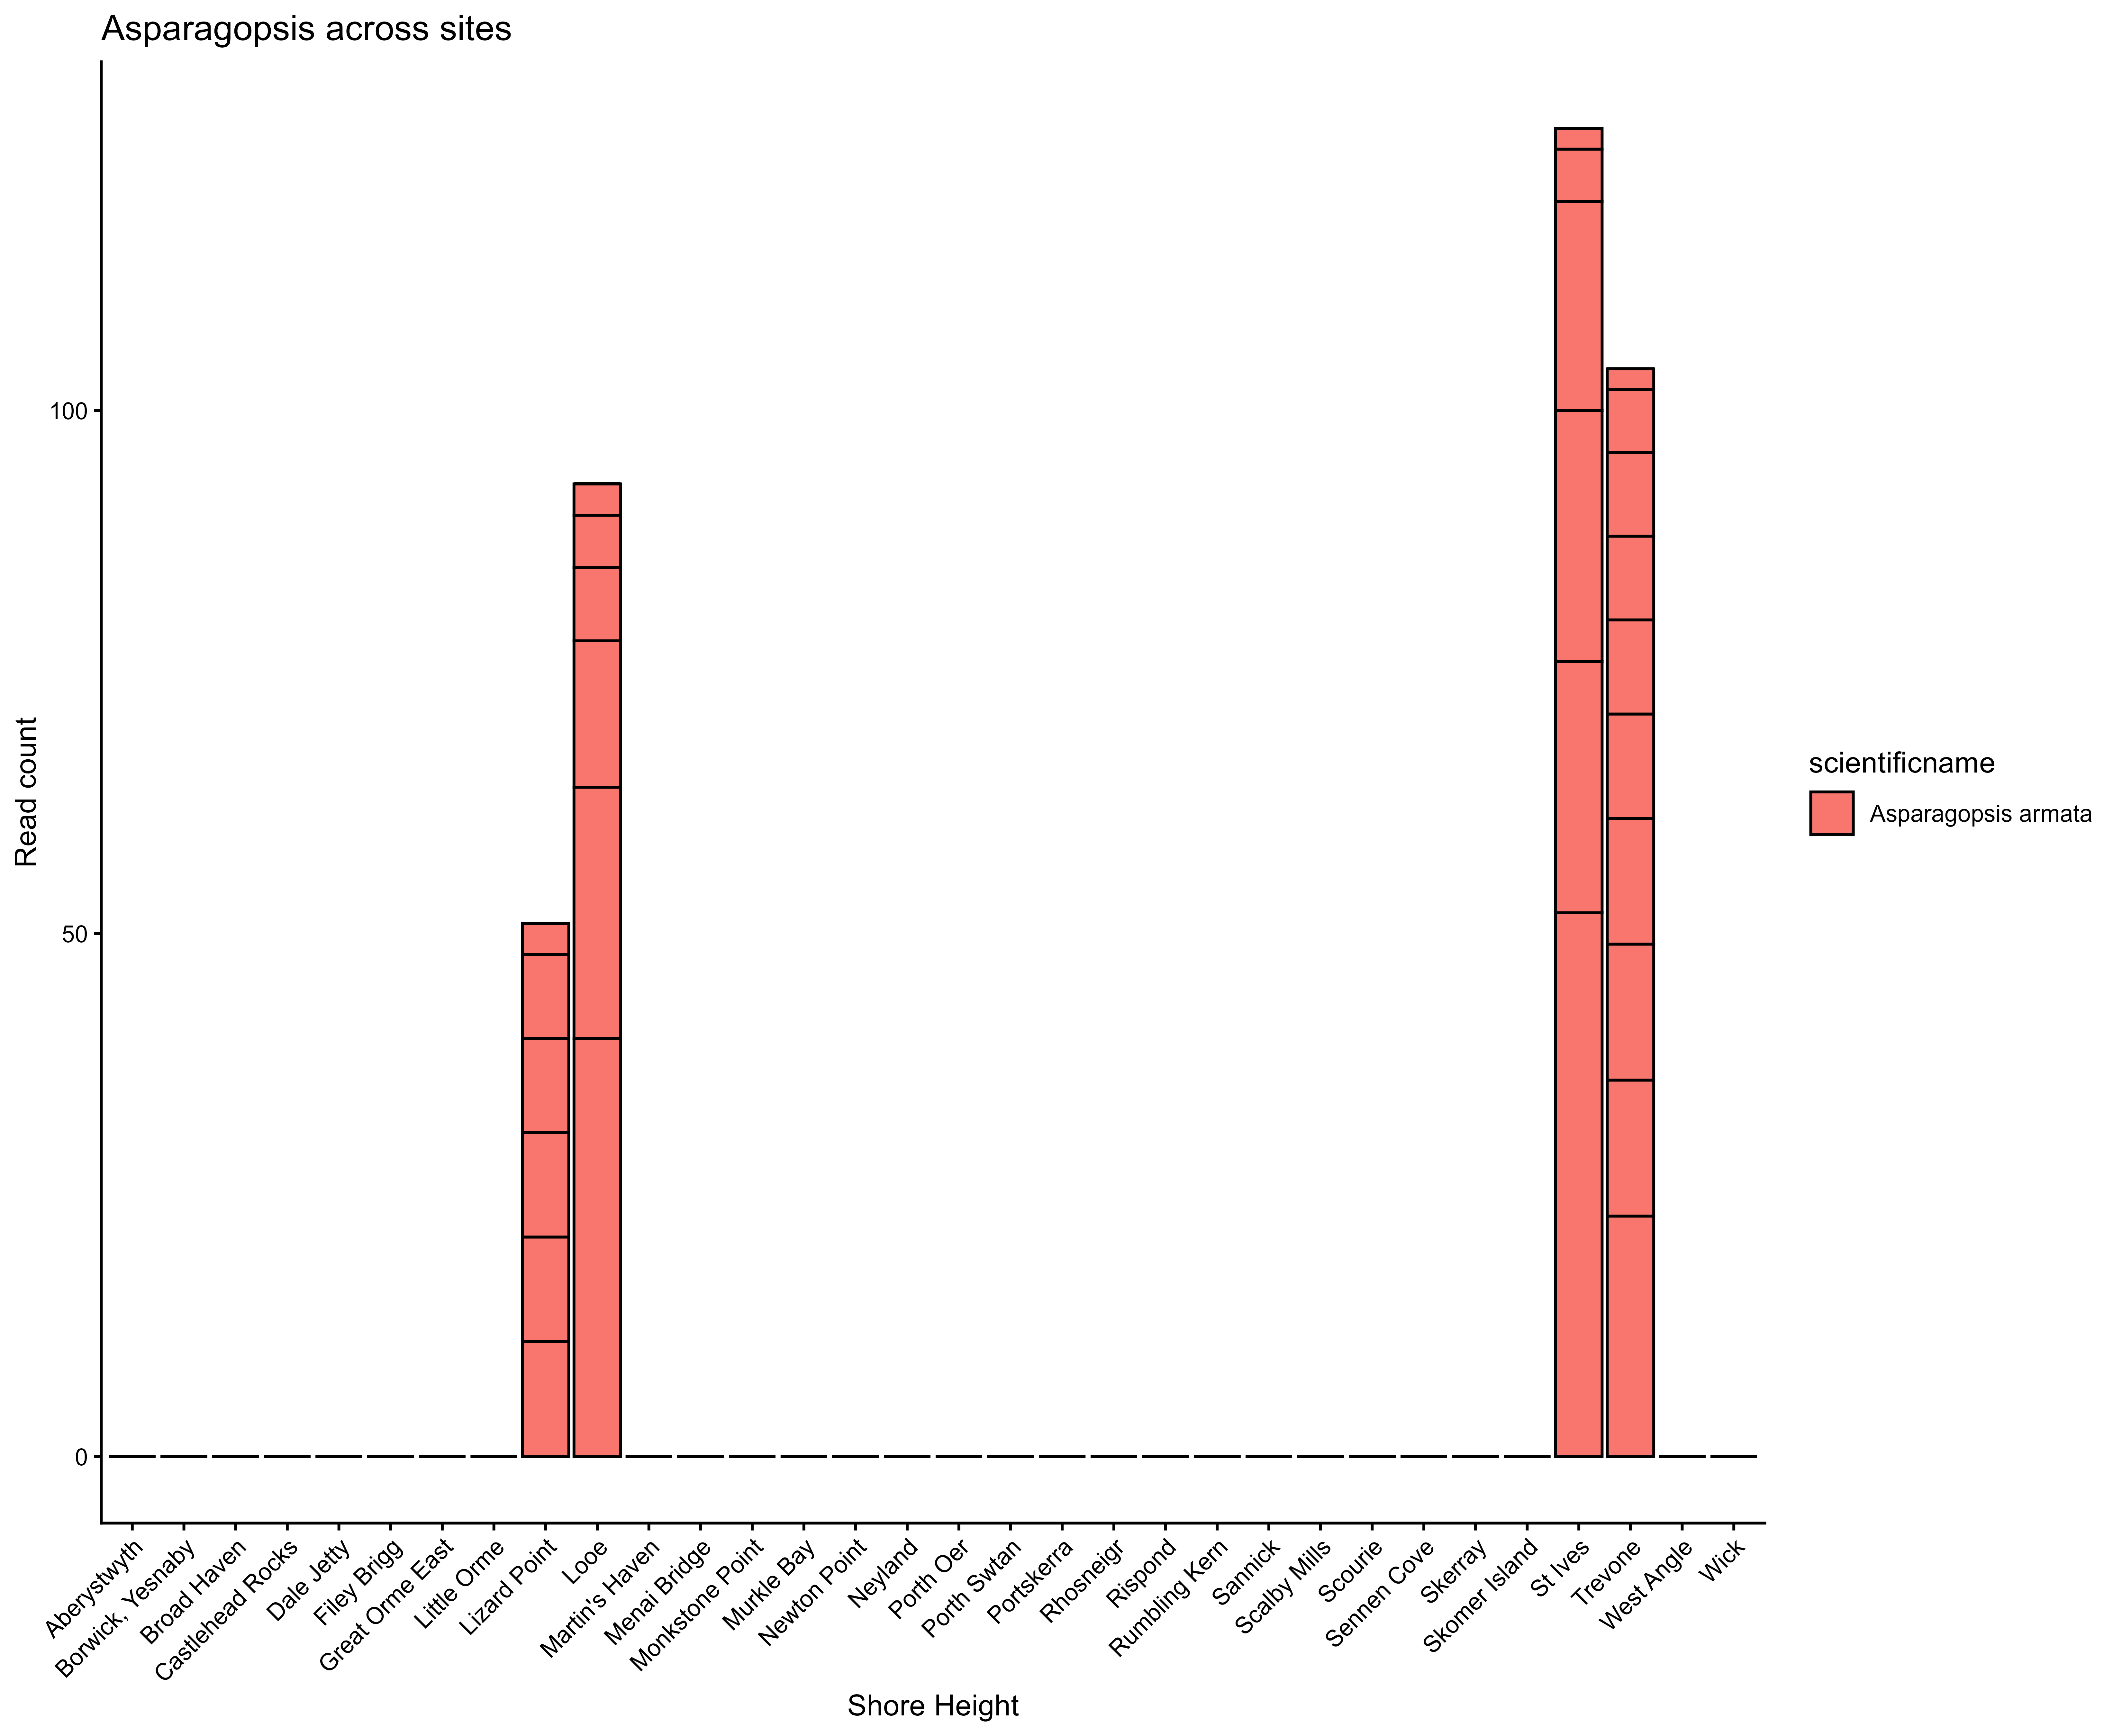 Asparagopsis across sites
Read count
100
50
0
Aberystwyth
Borwick, Yesnaby
Broad Haven
Castlehead Rocks
Dale Jetty
Filey Brigg
Great Orme East
Little Orme
Lizard Point
Looe
Martin's Haven
Menai Bridge
Monkstone Point
Murkle Bay
Newton Point
Neyland
Porth Oer
Porth Swtan
Portskerra
Rhosneigr
Rispond
Rumbling Kern
Sannick
Scalby Mills
Scourie
Sennen Cove
Skerray
Skomer Island
St Ives
Trevone
West Angle
Wick
Shore Height
scientificname
Asparagopsis armata